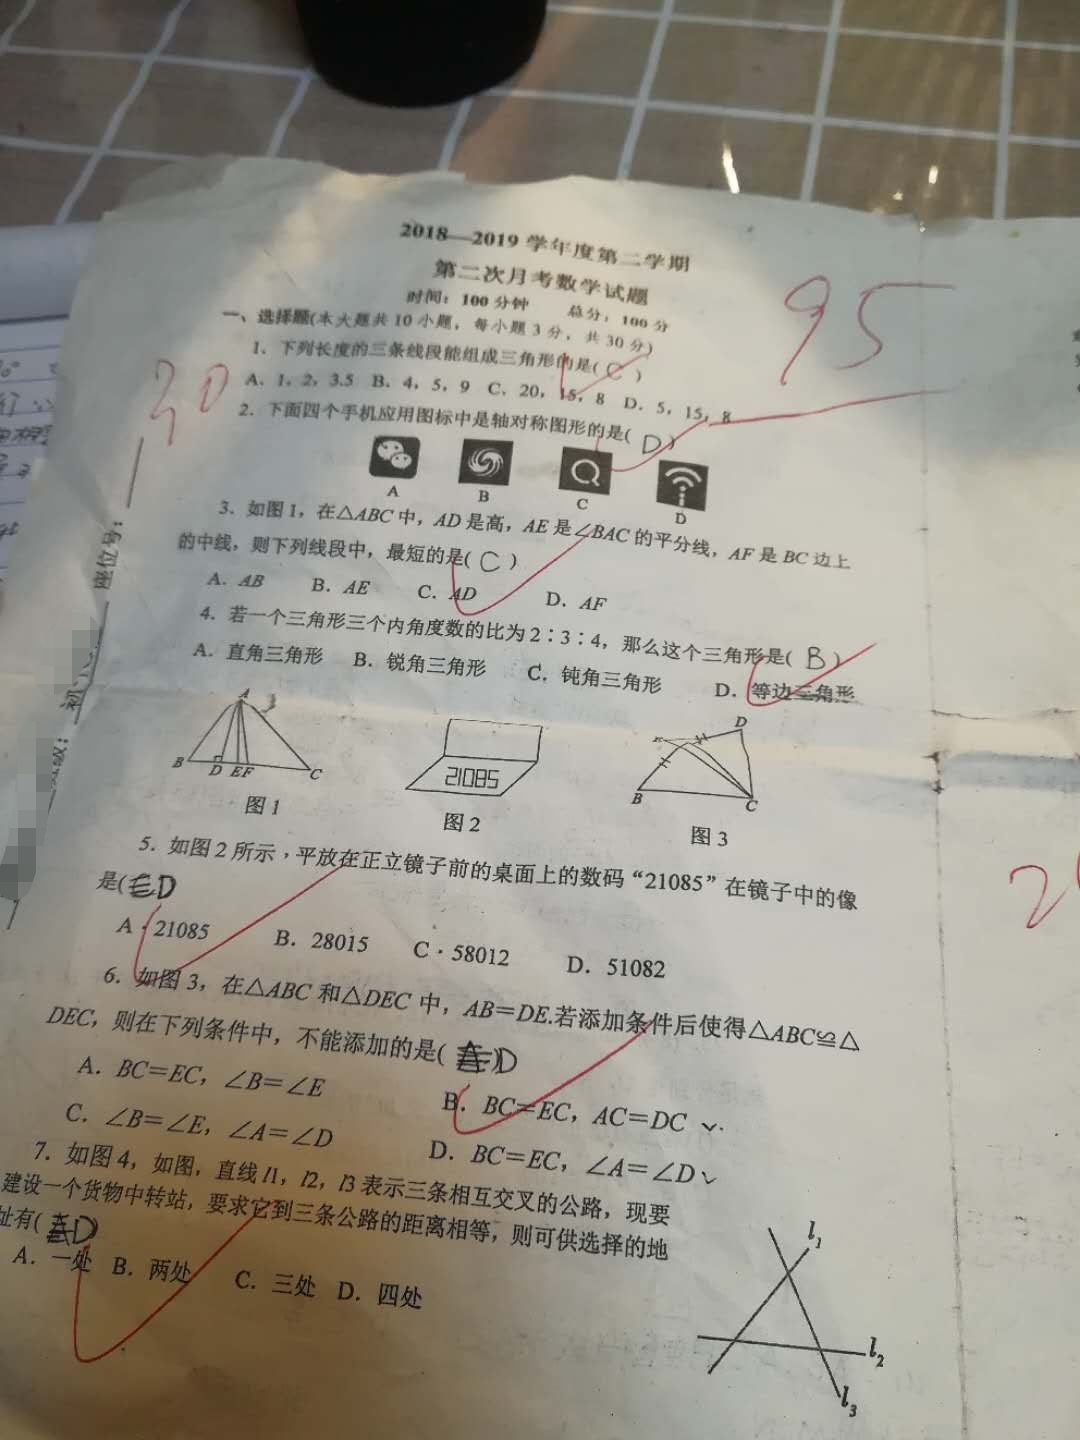 2018—2019 学年度第二学期
第二次月考数学试题
时间：100 分钟 总分：100 分
95
一、选择题(本大题共 10 小题，每小题 3 分，共 30 分)
30
1．下列长度的三条线段能组成三角形的是( C )
A．1，2，3.5 B．4，5，9 C．20，15，8 D．5，15，8
2．下面四个手机应用图标中是轴对称图形的是( D )
A B C D
3．如图 1，在△ABC 中，AD 是高，AE 是∠BAC 的平分线，AF 是 BC 边上
的中线，则下列线段中，最短的是( C )
A．AB B．AE C．AD D．AF
4．若一个三角形三个内角度数的比为 2∶3∶4，那么这个三角形是( B )
A．直角三角形 B．锐角三角形 C．钝角三角形 D．等边三角形
A
B D E F C
图 1
21085
图 2
D
B C
图 3
5．如图 2 所示，平放在正立镜子前的桌面上的数码“21085”在镜子中的像
是( D
A．21085 B．28015 C．58012 D．51082
6．如图 3，在△ABC 和△DEC 中，AB=DE.若添加条件后使得△ABC≌△
DEC，则在下列条件中，不能添加的是( )D
A．BC=EC，∠B=∠E B．BC=EC，AC=DC
C．∠B=∠E，∠A=∠D D．BC=EC，∠A=∠D
7．如图 4，如图，直线 l1，l2，l3 表示三条相互交叉的公路，现要
建设一个货物中转站，要求它到三条公路的距离相等，则可供选择的地
址有( D)
A．一处 B．两处 C．三处 D．四处
l1
l2
l3
座位号：